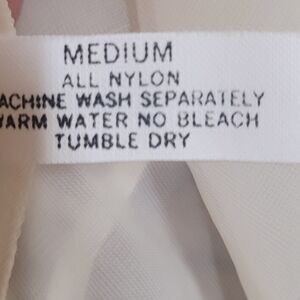 MEDIUM
ALL NYLON
ACHINE WASH SEPARATELY
ARM WATER NO BLEACH
TUMBLE DRY